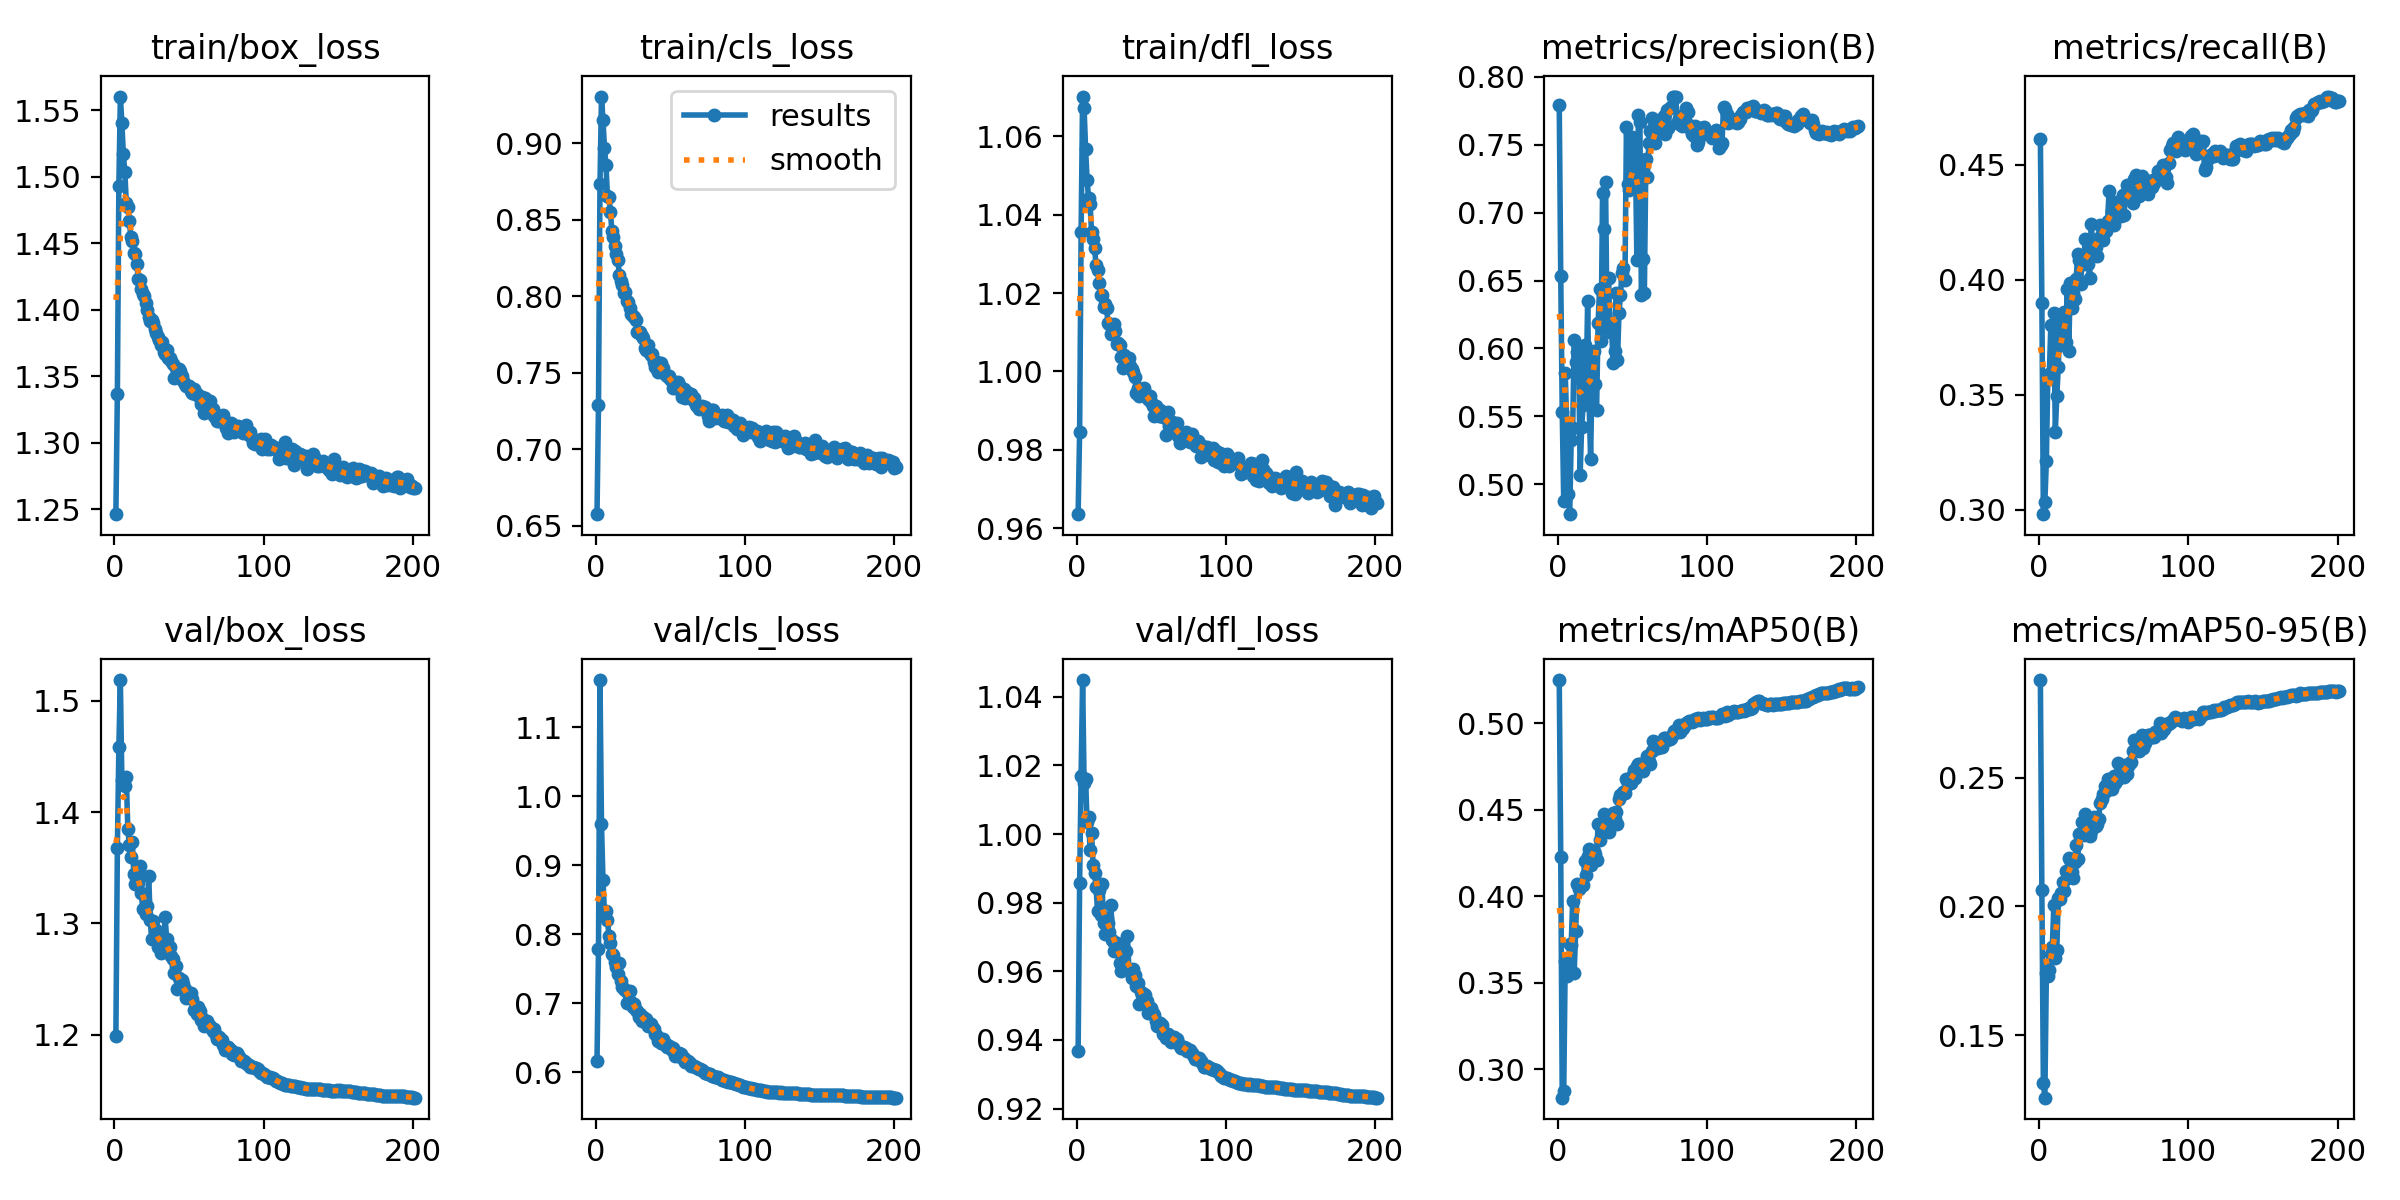 train/box_loss
1.55
1.50
1.45
1.40
1.35
1.30
1.25
0 100 200
train/cls_loss
results
smooth
0.90
0.85
0.80
0.75
0.70
0.65
0 100 200
train/dfl_loss
1.06
1.04
1.02
1.00
0.98
0.96
0 100 200
metrics/precision(B)
0.80
0.75
0.70
0.65
0.60
0.55
0.50
0 100 200
metrics/recall(B)
0.45
0.40
0.35
0.30
0 100 200
val/box_loss
1.5
1.4
1.3
1.2
0 100 200
val/cls_loss
1.1
1.0
0.9
0.8
0.7
0.6
0 100 200
val/dfl_loss
1.04
1.02
1.00
0.98
0.96
0.94
0.92
0 100 200
metrics/mAP50(B)
0.50
0.45
0.40
0.35
0.30
0 100 200
metrics/mAP50-95(B)
0.25
0.20
0.15
0 100 200